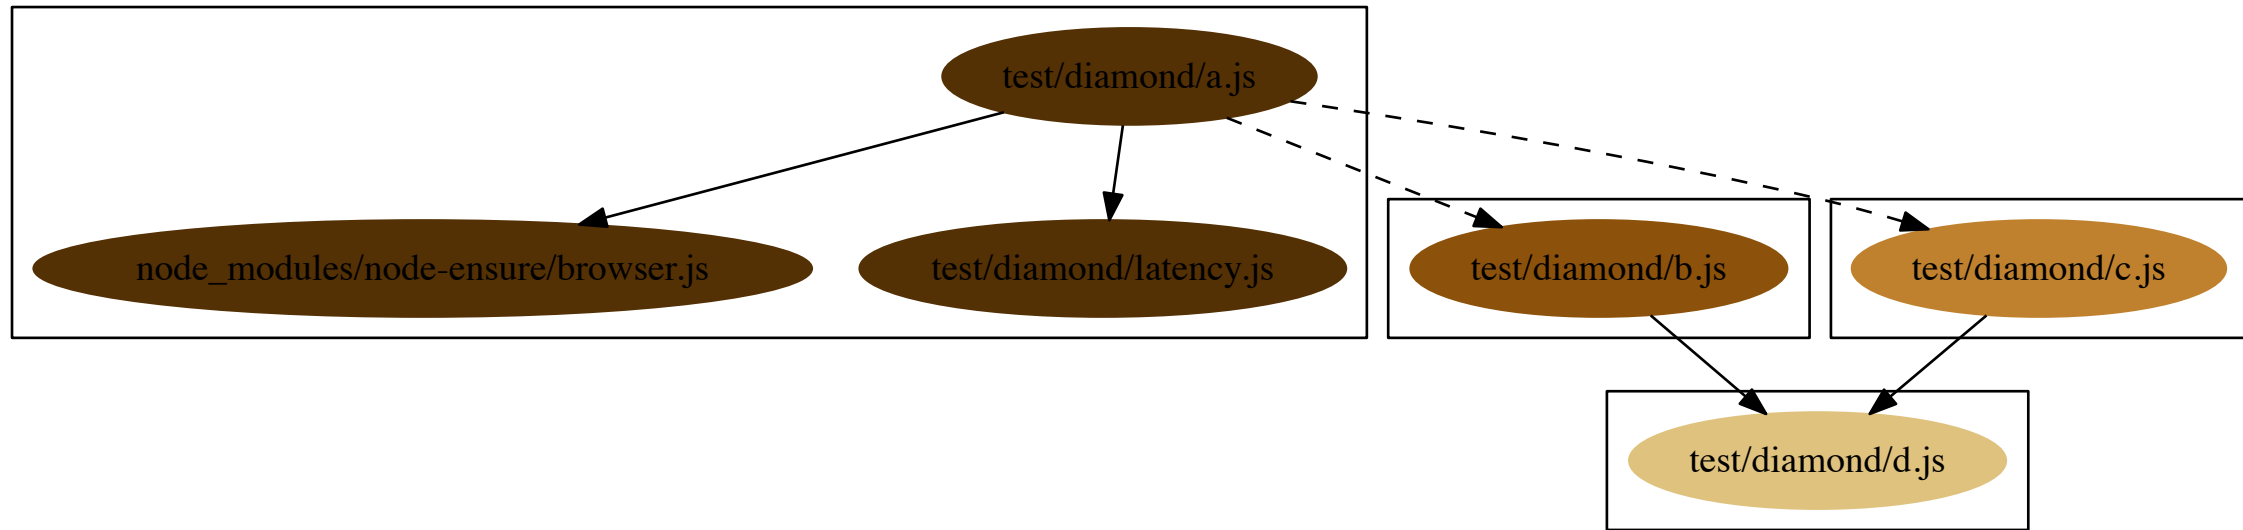 test/diamond/a.js
node_modules/node-ensure/browser.js
test/diamond/latency.js
test/diamond/b.js
test/diamond/c.js
test/diamond/d.js